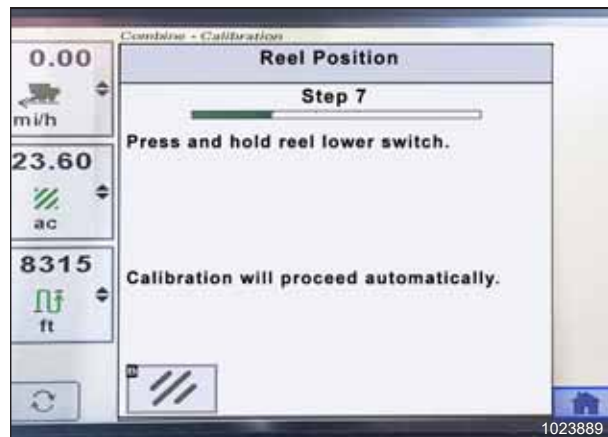 Combine - Calibration
0.00
mi/h
23.60
ac
8315
ft
Reel Position
Step 7
Press and hold reel lower switch.
Calibration will proceed automatically.
1023889